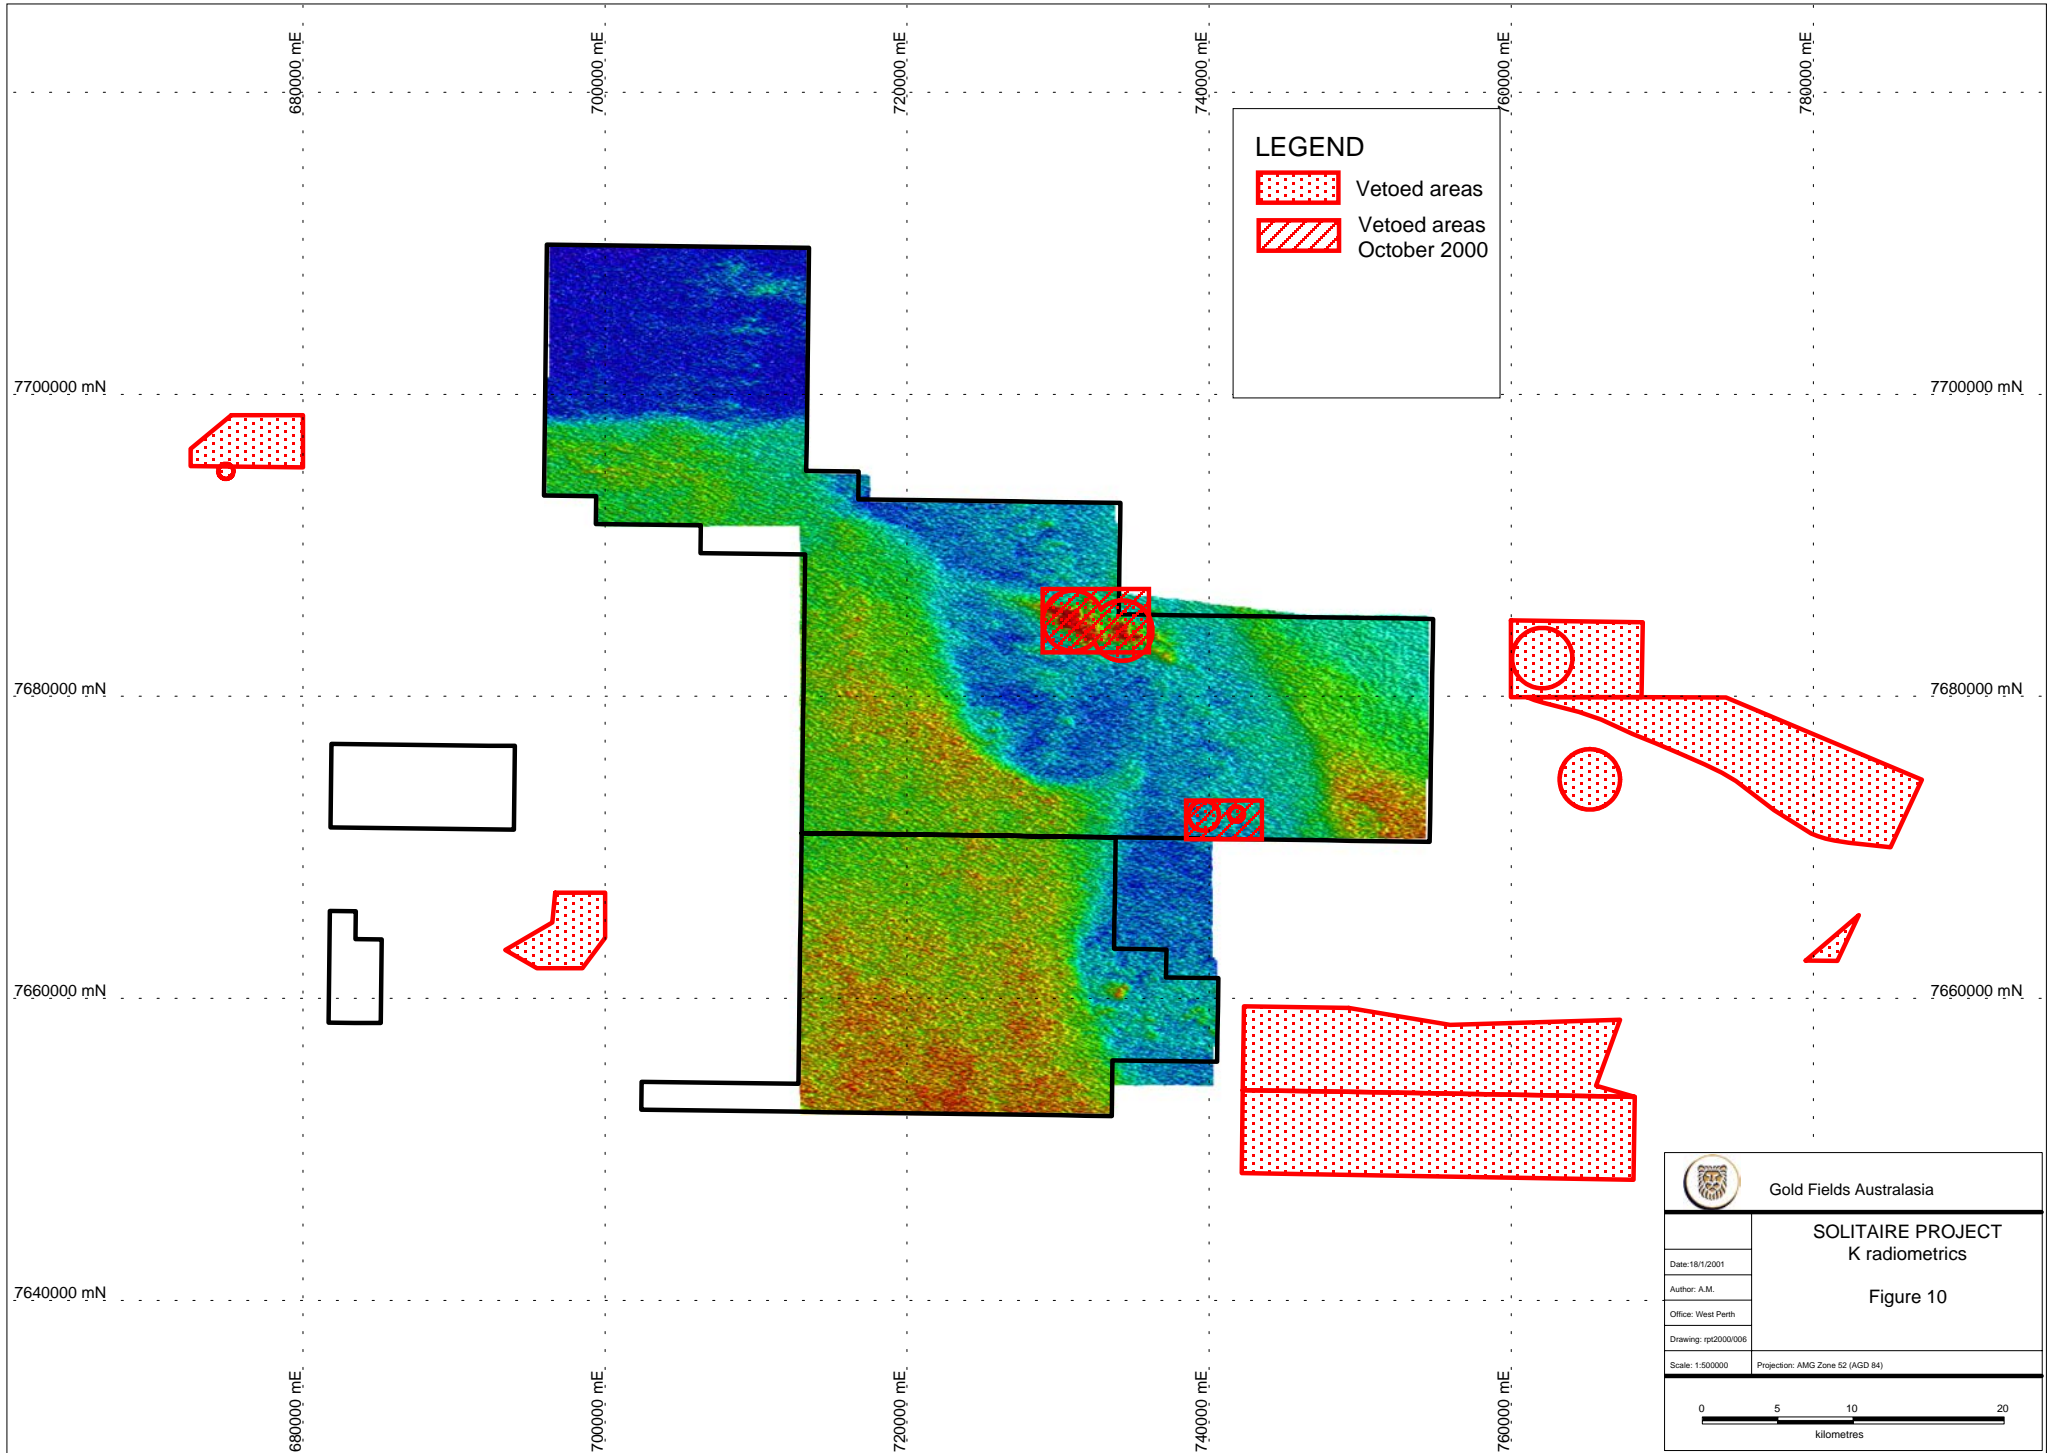 680000 mE
700000 mE
720000 mE
740000 mE
760000 mE
780000 mE
LEGEND
Vetoed areas
Vetoed areas
October 2000
7700000 mN
7700000 mN
7680000 mN
7680000 mN
7660000 mN
7660000 mN
7640000 mN
680000 mE
700000 mE
720000 mE
740000 mE
760000 mE
Gold Fields Australasia
SOLITAIRE PROJECT
K radiometrics
Figure 10
Date:18/1/2001
Author: A.M.
Office: West Perth
Drawing: rpt2000/006
Scale: 1:500000
Projection: AMG Zone 52 (AGD 84)
0 5 10 20
kilometres